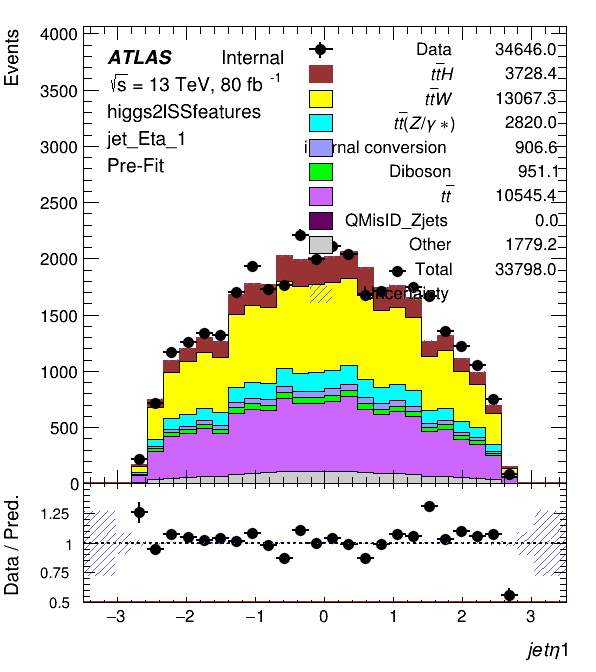 Events
4000
3500
3000
2500
2000
1500
1000
500
0
ATLAS Internal
√s = 13 TeV, 80 fb -1
higgs2lSSfeatures
jet_Eta_1
Pre-Fit
Data 34646.0
tt̅H 3728.4
tt̅W 13067.3
tt̅(Z/γ*) 2820.0
internal conversion 906.6
Diboson 951.1
tt̅ 10545.4
QMisID_Zjets 0.0
Other 1779.2
Total 33798.0
Uncertainty
Data / Pred.
1.25
1
0.75
0.5
−3 −2 −1 0 1 2 3
jetη1